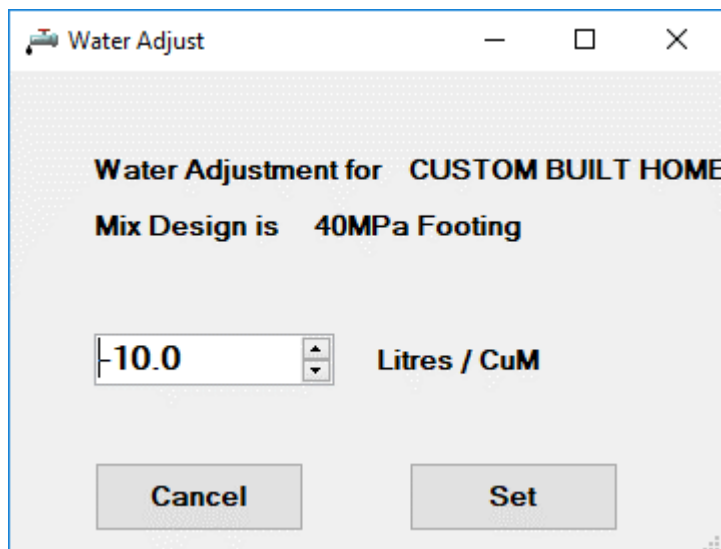 Water Adjust
Water Adjustment for CUSTOM BUILT HOME
Mix Design is 40MPa Footing
-10.0 Litres / CuM
Cancel Set